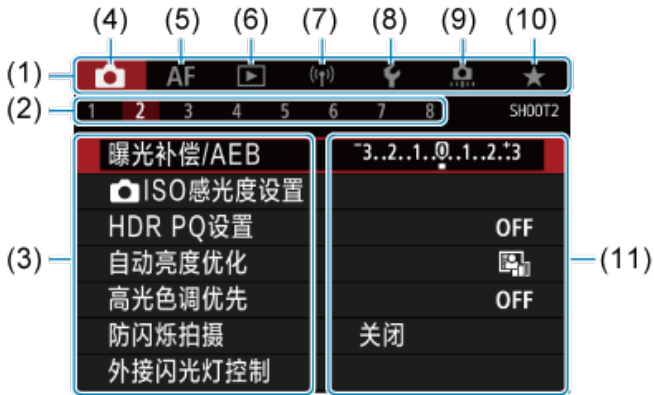 (4) (5) (6) (7) (8) (9) (10)
(1) AF
(2) 1 2 3 4 5 6 7 8 SHOOT2
曝光补偿/AEB -3..2..1..0..1..2..+3
ISO感光度设置
HDR PQ设置 OFF
(3) 自动亮度优化 (11)
高光色调优先 OFF
防闪烁拍摄 关闭
外接闪光灯控制